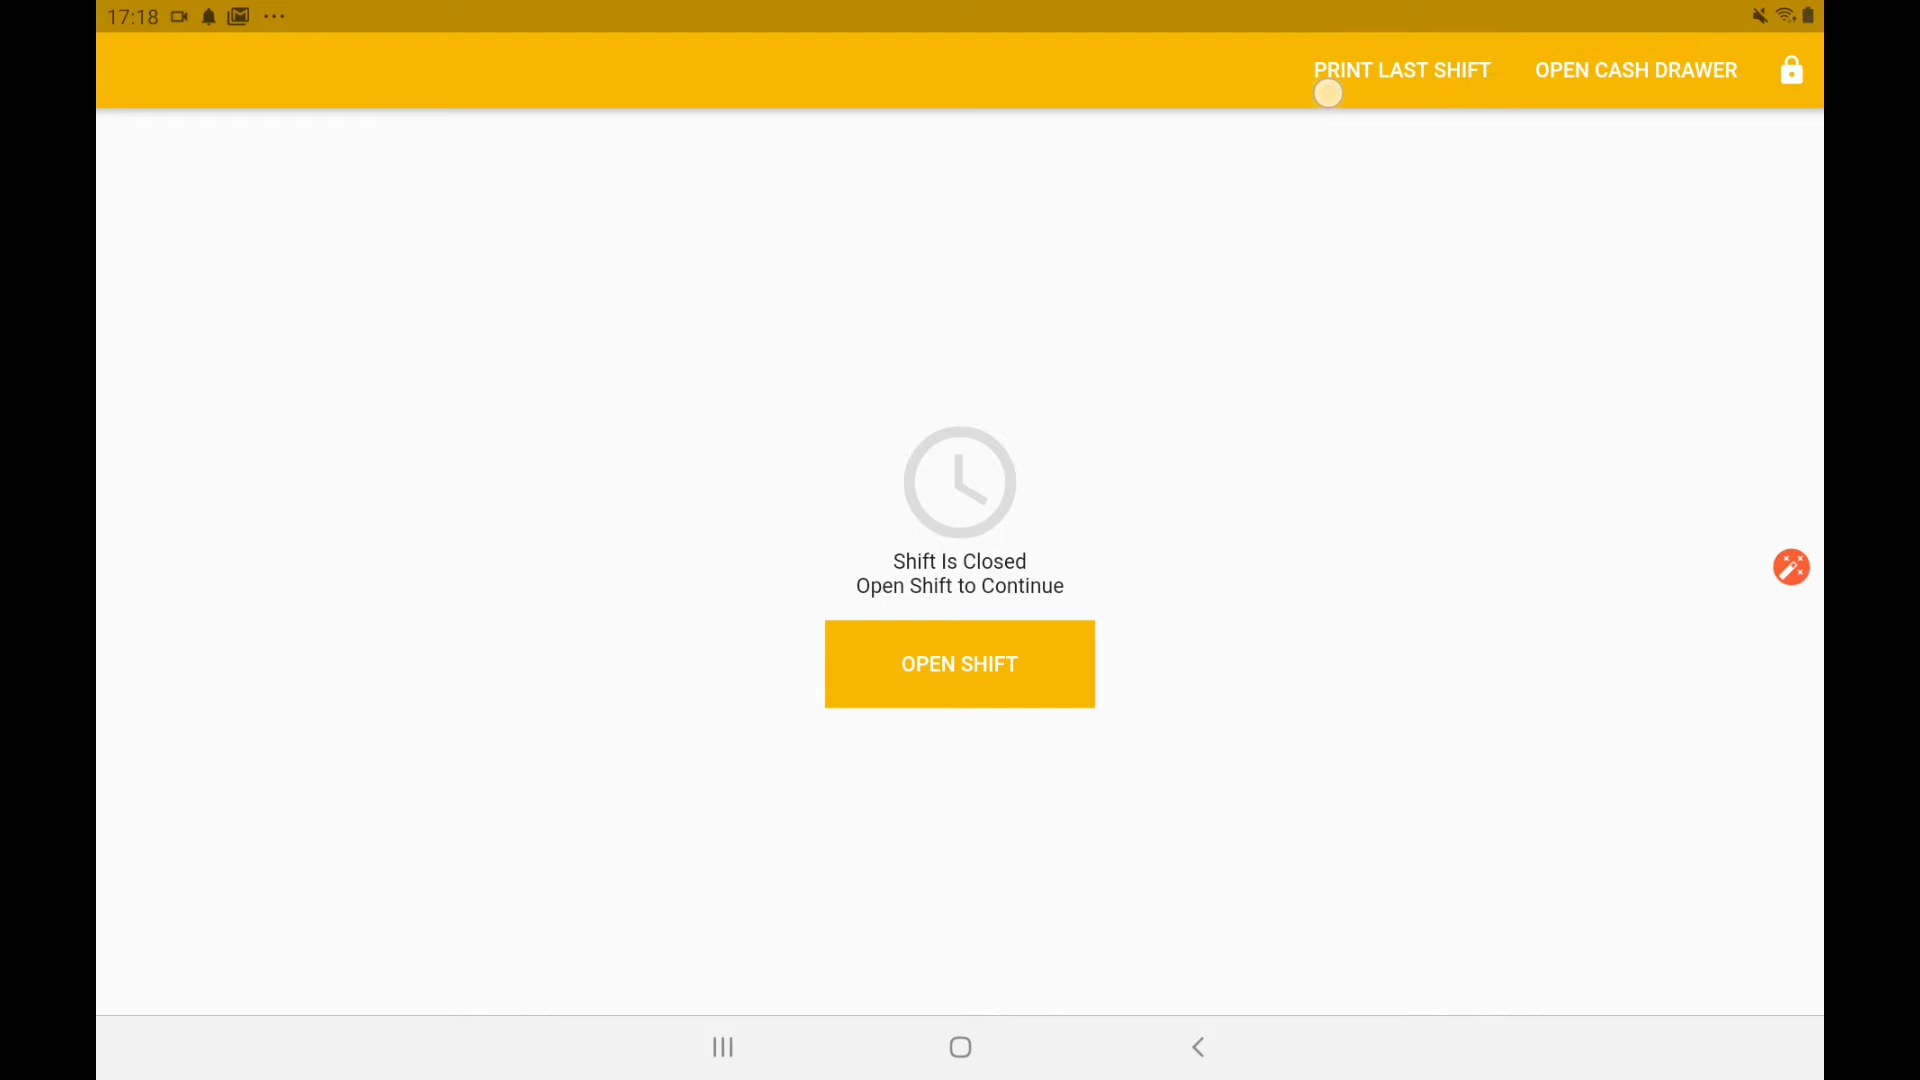 17:18
PRINT LAST SHIFT
OPEN CASH DRAWER
Shift Is Closed
Open Shift to Continue
OPEN SHIFT